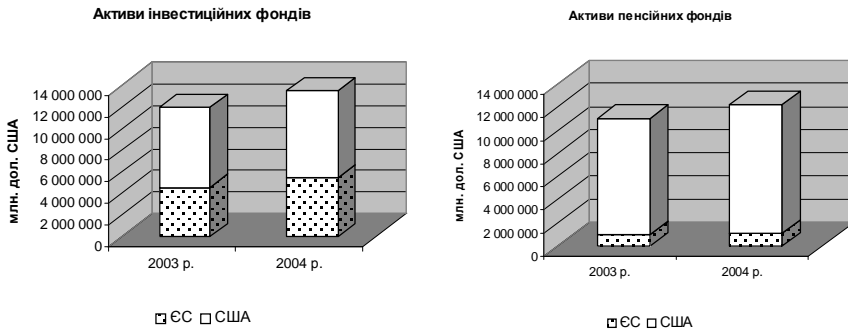 Активи інвестиційних фондів
млн. дол. США
14 000 000
12 000 000
10 000 000
8 000 000
6 000 000
4 000 000
2 000 000
0
2003 р.
2004 р.
ЄС США
Активи пенсійних фондів
млн. дол. США
14 000 000
12 000 000
10 000 000
8 000 000
6 000 000
4 000 000
2 000 000
0
2003 р.
2004 р.
ЄС США